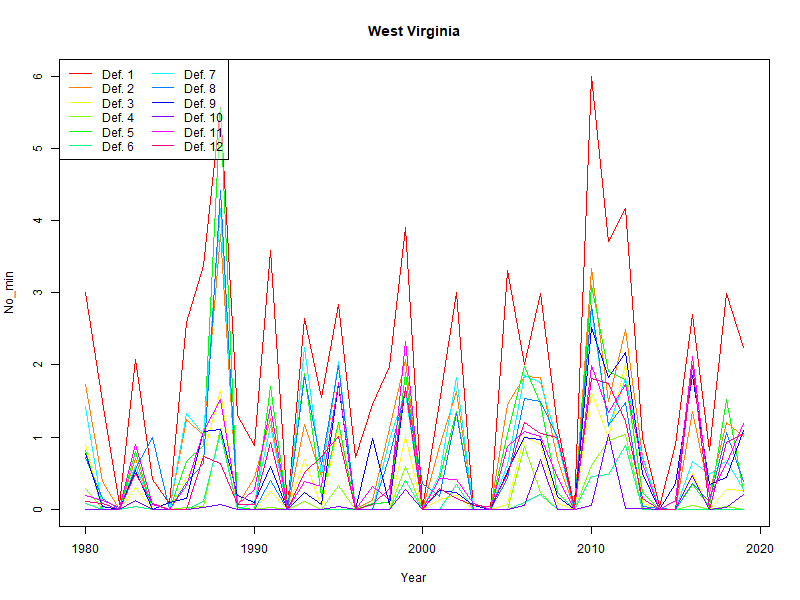 West Virginia
Def. 1
Def. 2
Def. 3
Def. 4
Def. 5
Def. 6
Def. 7
Def. 8
Def. 9
Def. 10
Def. 11
Def. 12
No_min
6
5
4
3
2
1
0
1980 1990 2000 2010 2020
Year